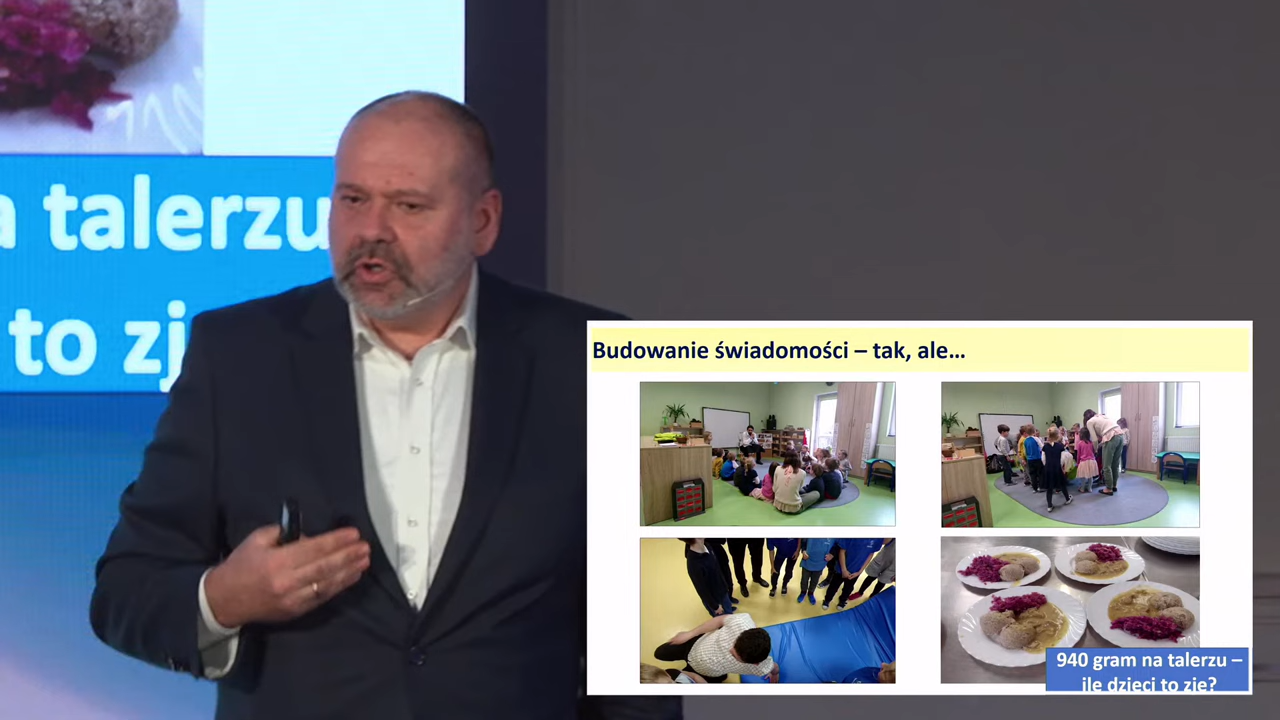 a talerzu
to zj
Budowanie świadomości – tak, ale...
940 gram na talerzu –
ile dzieci to zje?